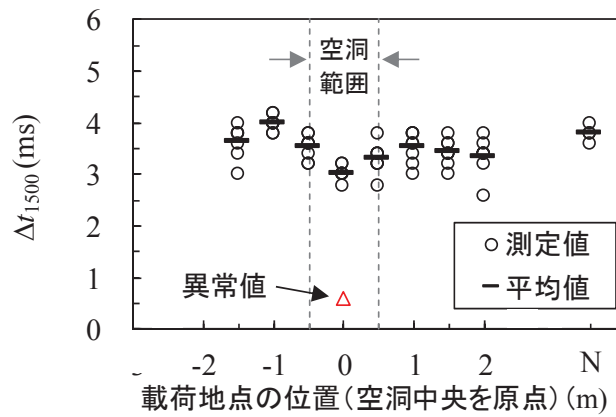 6
5
4
3
2
1
0
Δt1500 (ms)
空洞
範囲
異常値
測定値
平均値
-2 -1 0 1 2 N
載荷地点の位置(空洞中央を原点) (m)